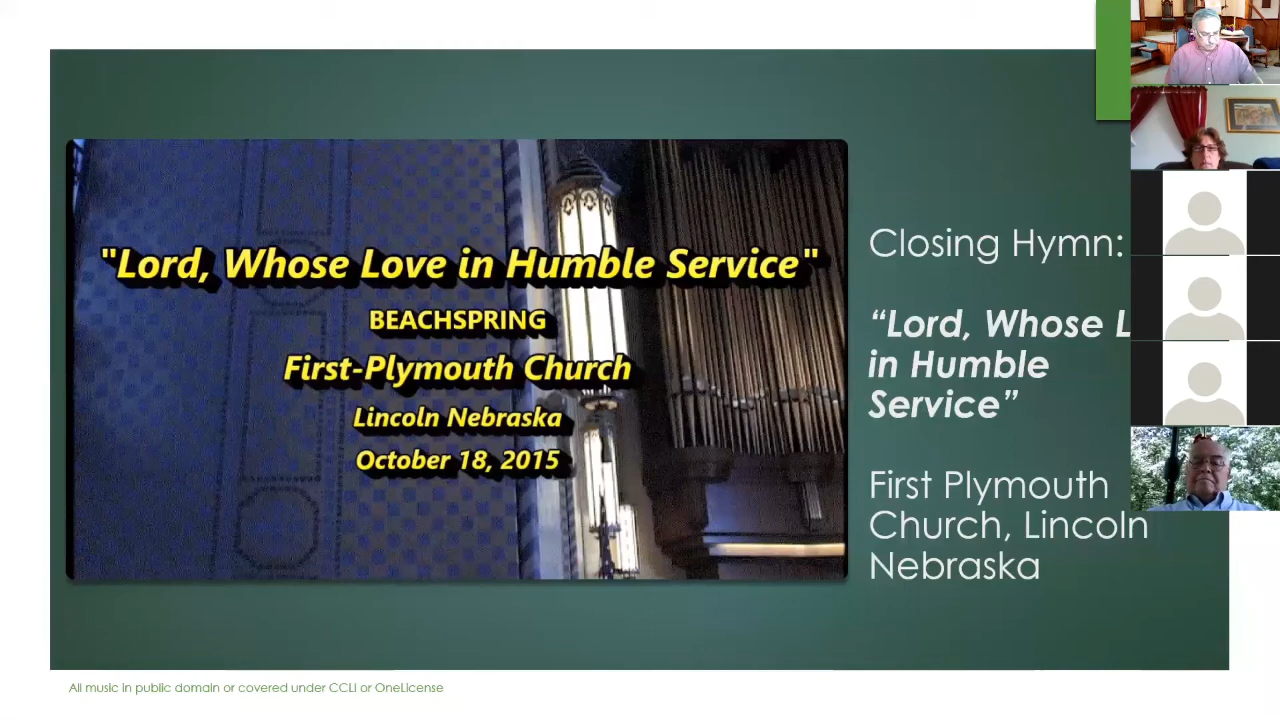 "Lord, Whose Love in Humble Service"
BEACHSPRING
First-Plymouth Church
Lincoln Nebraska
October 18, 2015
Closing Hymn:
“Lord, Whose L
in Humble
Service”
First Plymouth
Church, Lincoln
Nebraska
All music in public domain or covered under CCLI or OneLicense